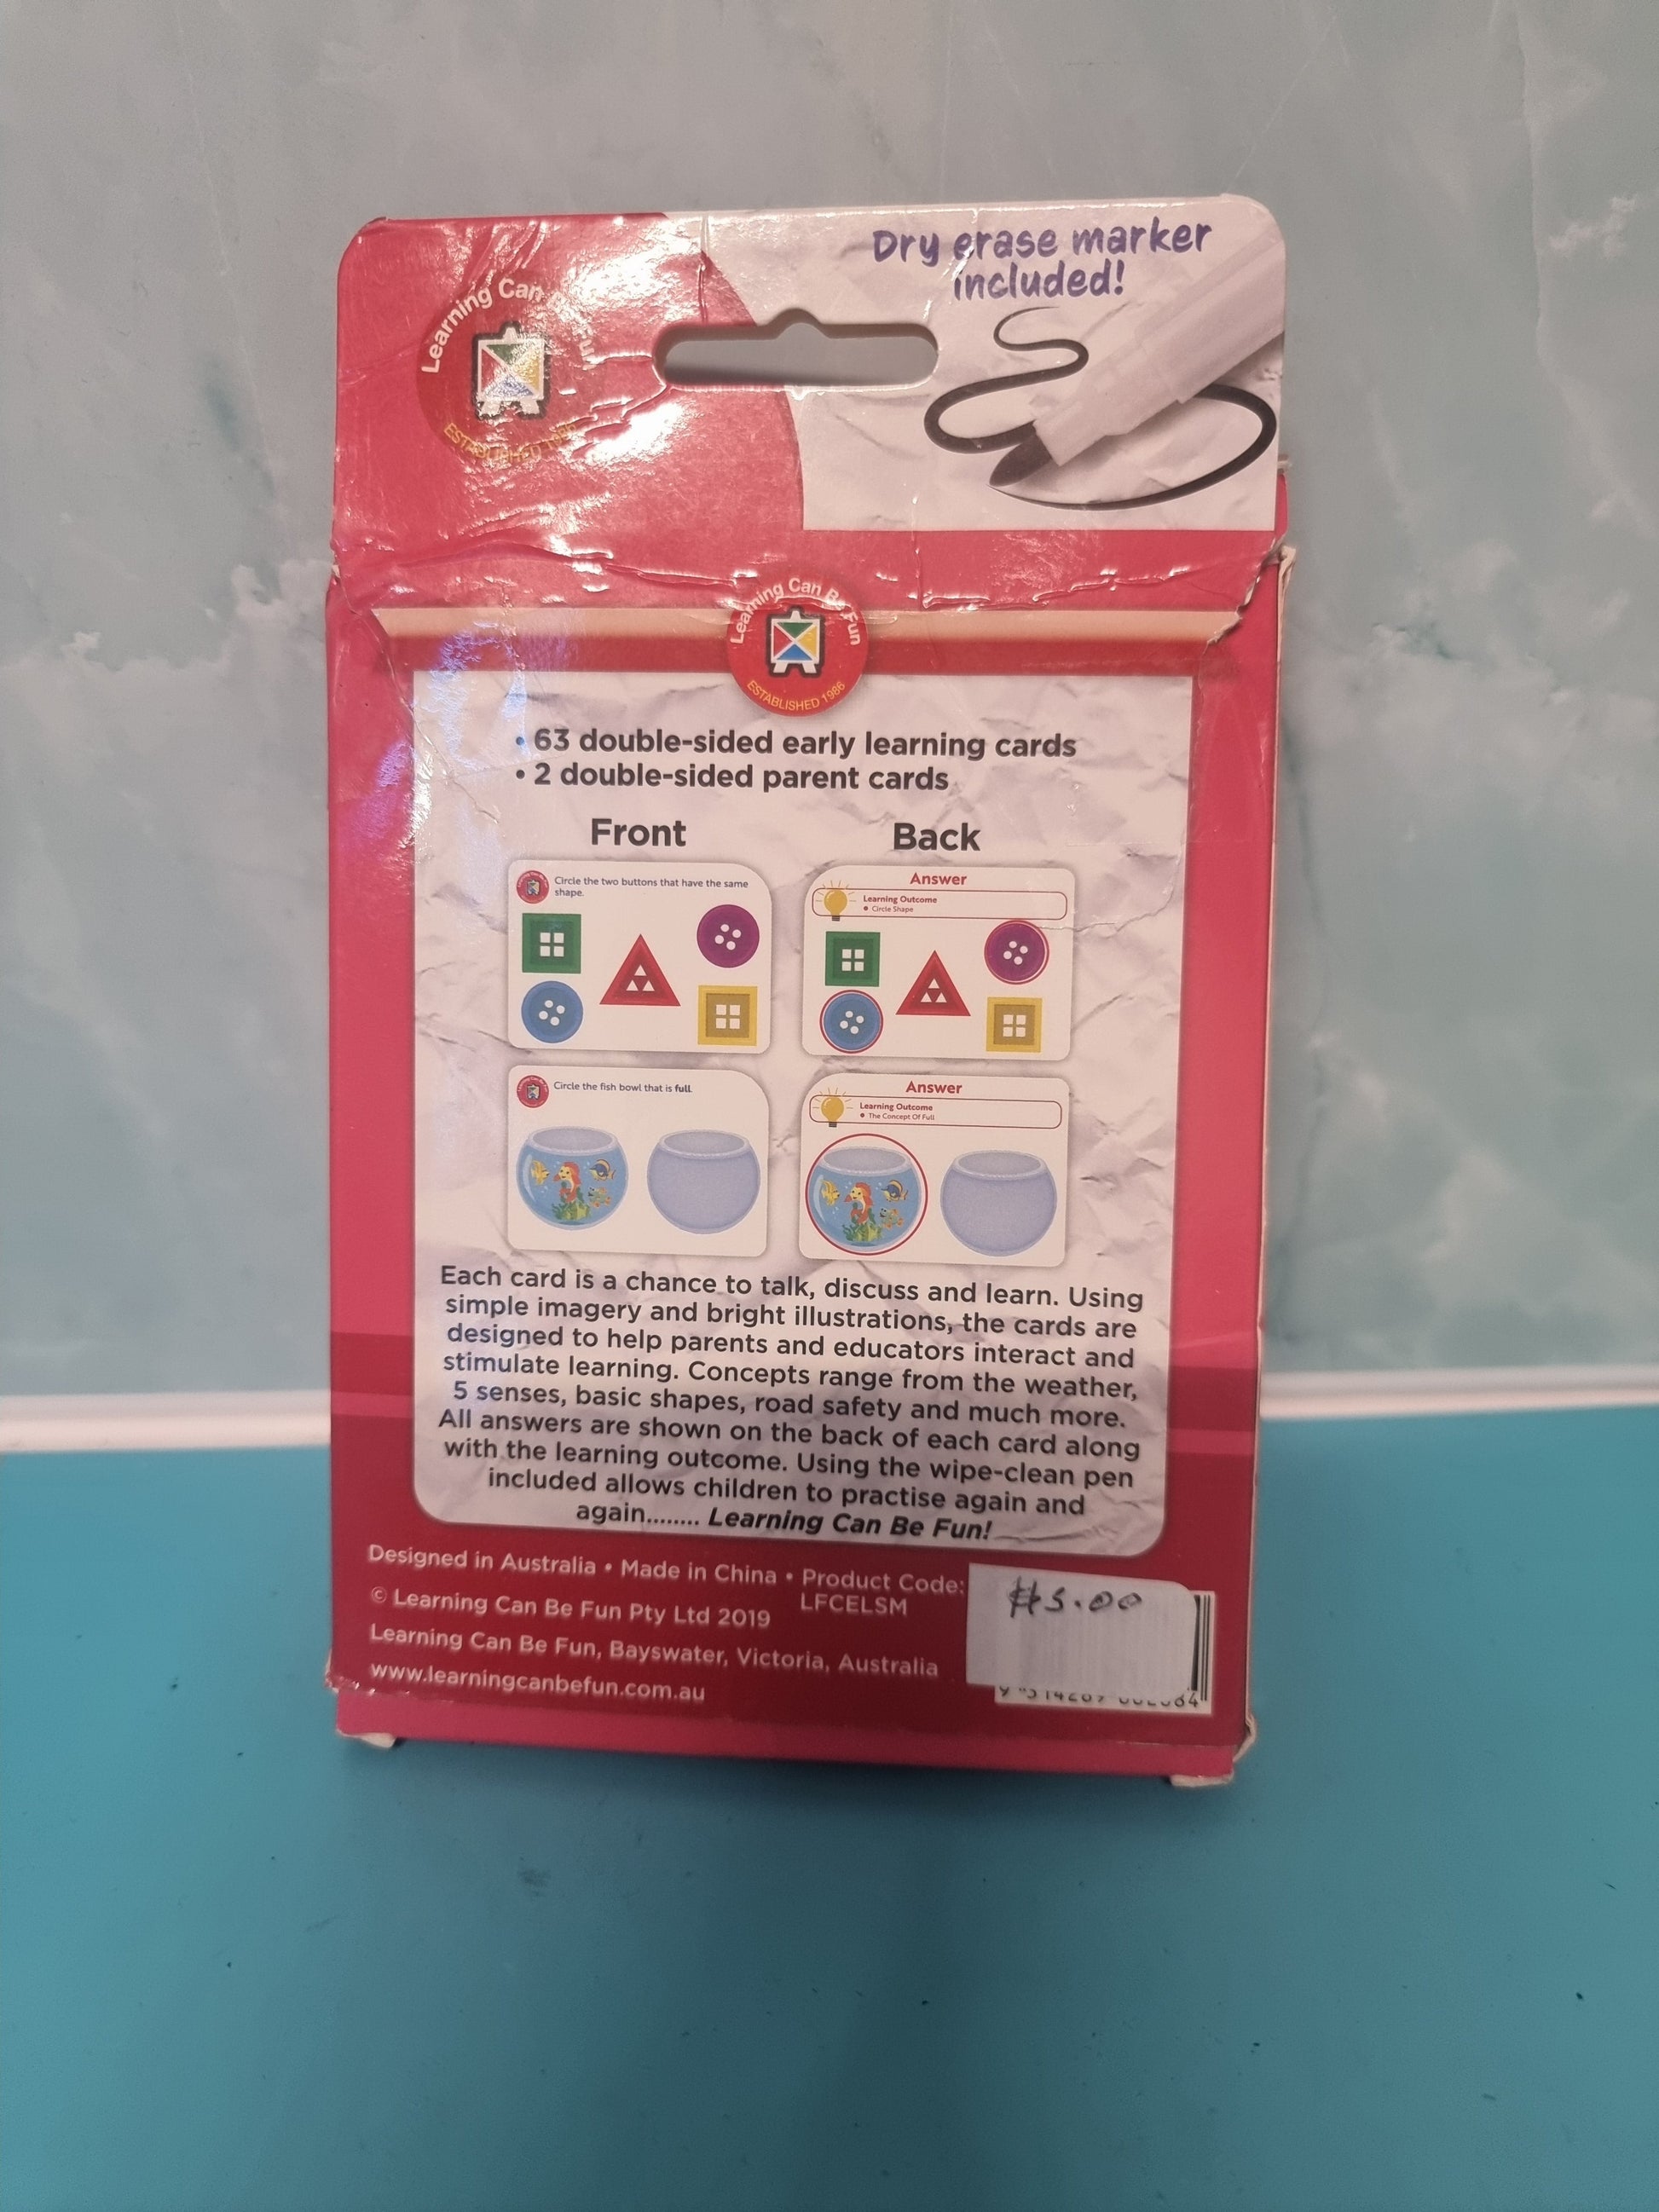 Dry erase marker
included!
Learning Can
ESTABLISHED 1986
Learning Can Be Fun
ESTABLISHED 1986
• 63 double-sided early learning cards
• 2 double-sided parent cards
Front
Back
Circle the two buttons that have the same
shape.
Answer
Learning Outcome
• Circle Shape
Circle the fish bowl that is full.
Answer
Learning Outcome
• The Concept Of Full
Each card is a chance to talk, discuss and learn. Using
simple imagery and bright illustrations, the cards are
designed to help parents and educators interact and
stimulate learning. Concepts range from the weather,
5 senses, basic shapes, road safety and much more.
All answers are shown on the back of each card along
with the learning outcome. Using the wipe-clean pen
included allows children to practise again and
again........ Learning Can Be Fun!
Designed in Australia • Made in China • Product Code:
LFCELSM
© Learning Can Be Fun Pty Ltd 2019
Learning Can Be Fun, Bayswater, Victoria, Australia
www.learningcanbefun.com.au
$5.00